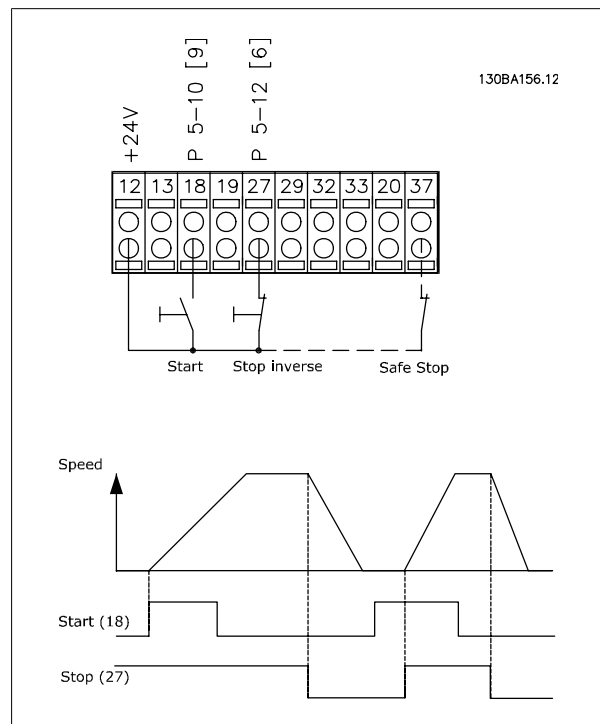 130BA156.12
+24V
P 5-10 [9]
P 5-12 [6]
12 13 18 19 27 29 32 33 20 37
Start Stop inverse Safe Stop
Speed
Start (18)
Stop (27)